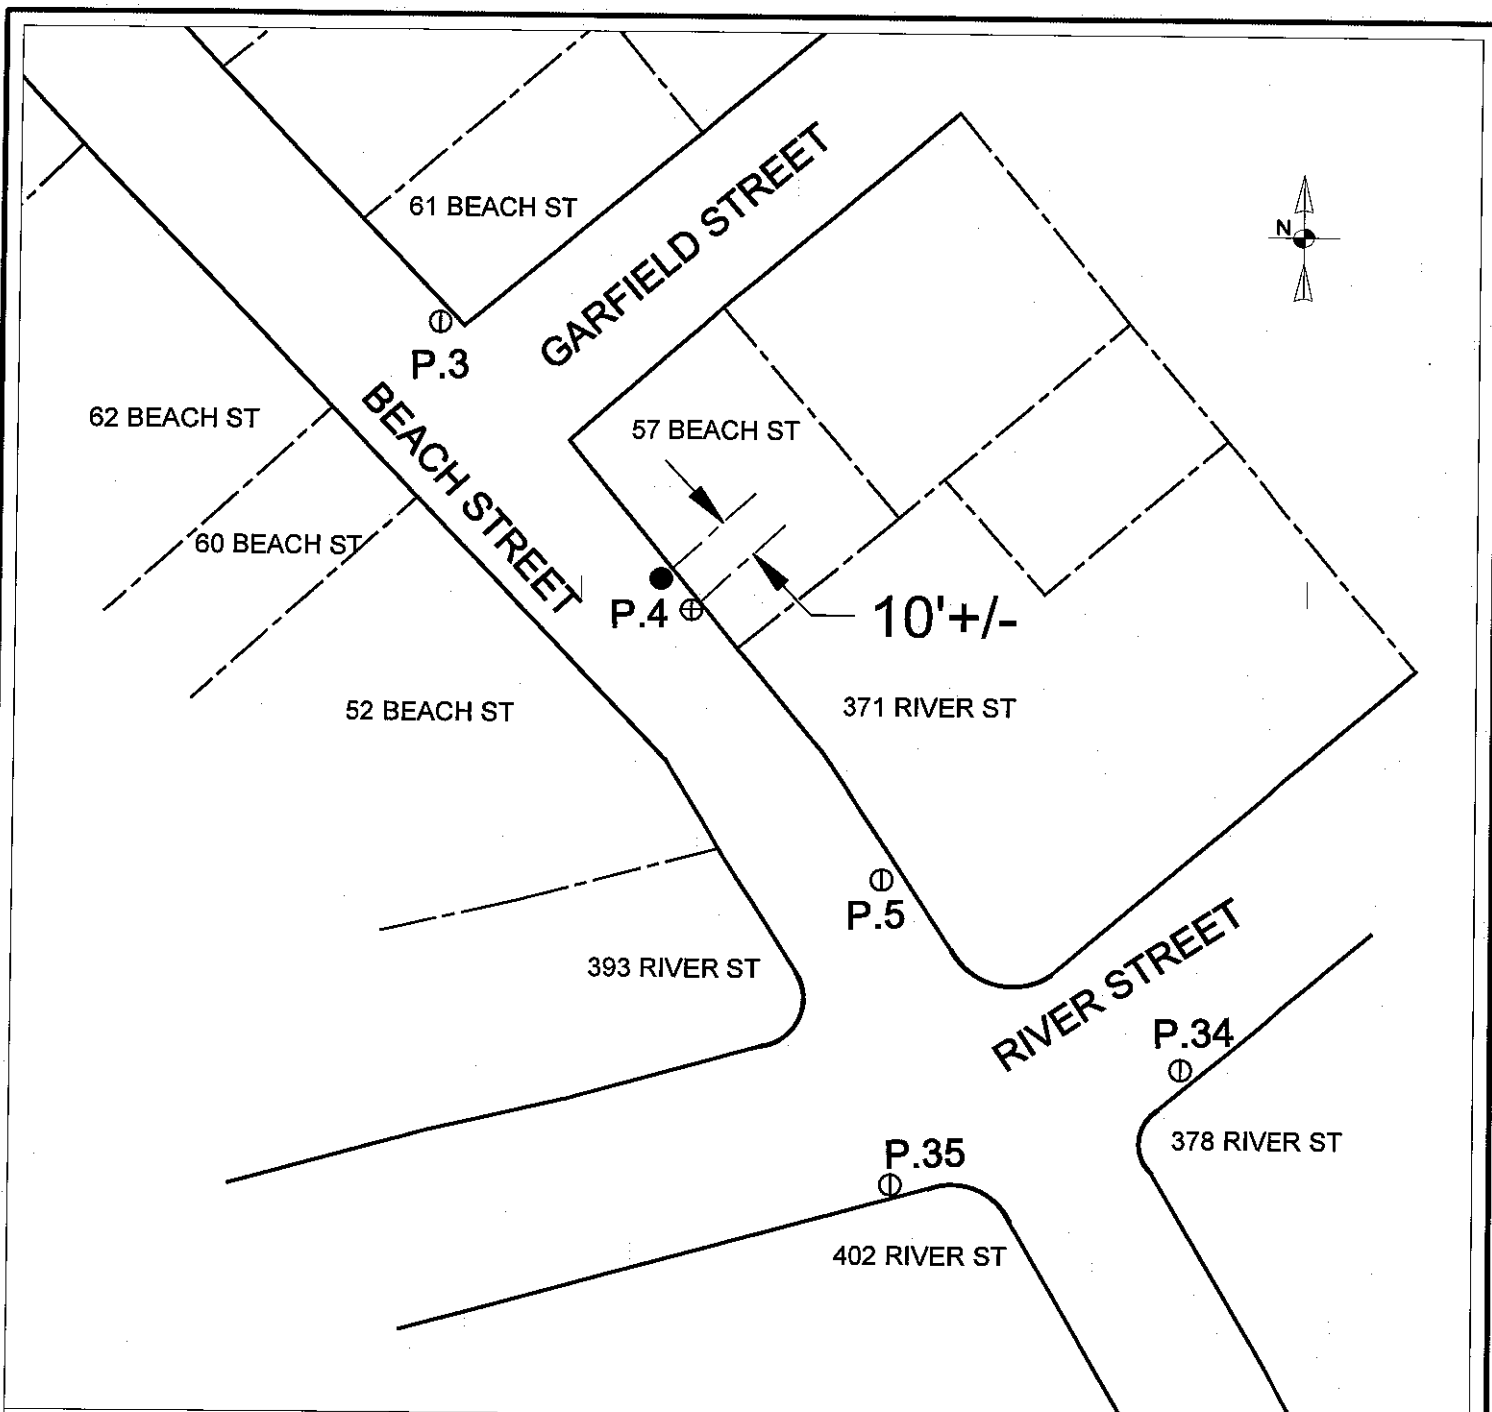 61 BEACH ST
GARFIELD STREET
N
P.3
62 BEACH ST
BEACH STREET
57 BEACH ST
60 BEACH ST
P.4
10'+/-
52 BEACH ST
371 RIVER ST
P.5
393 RIVER ST
RIVER STREET
P.34
378 RIVER ST
P.35
402 RIVER ST